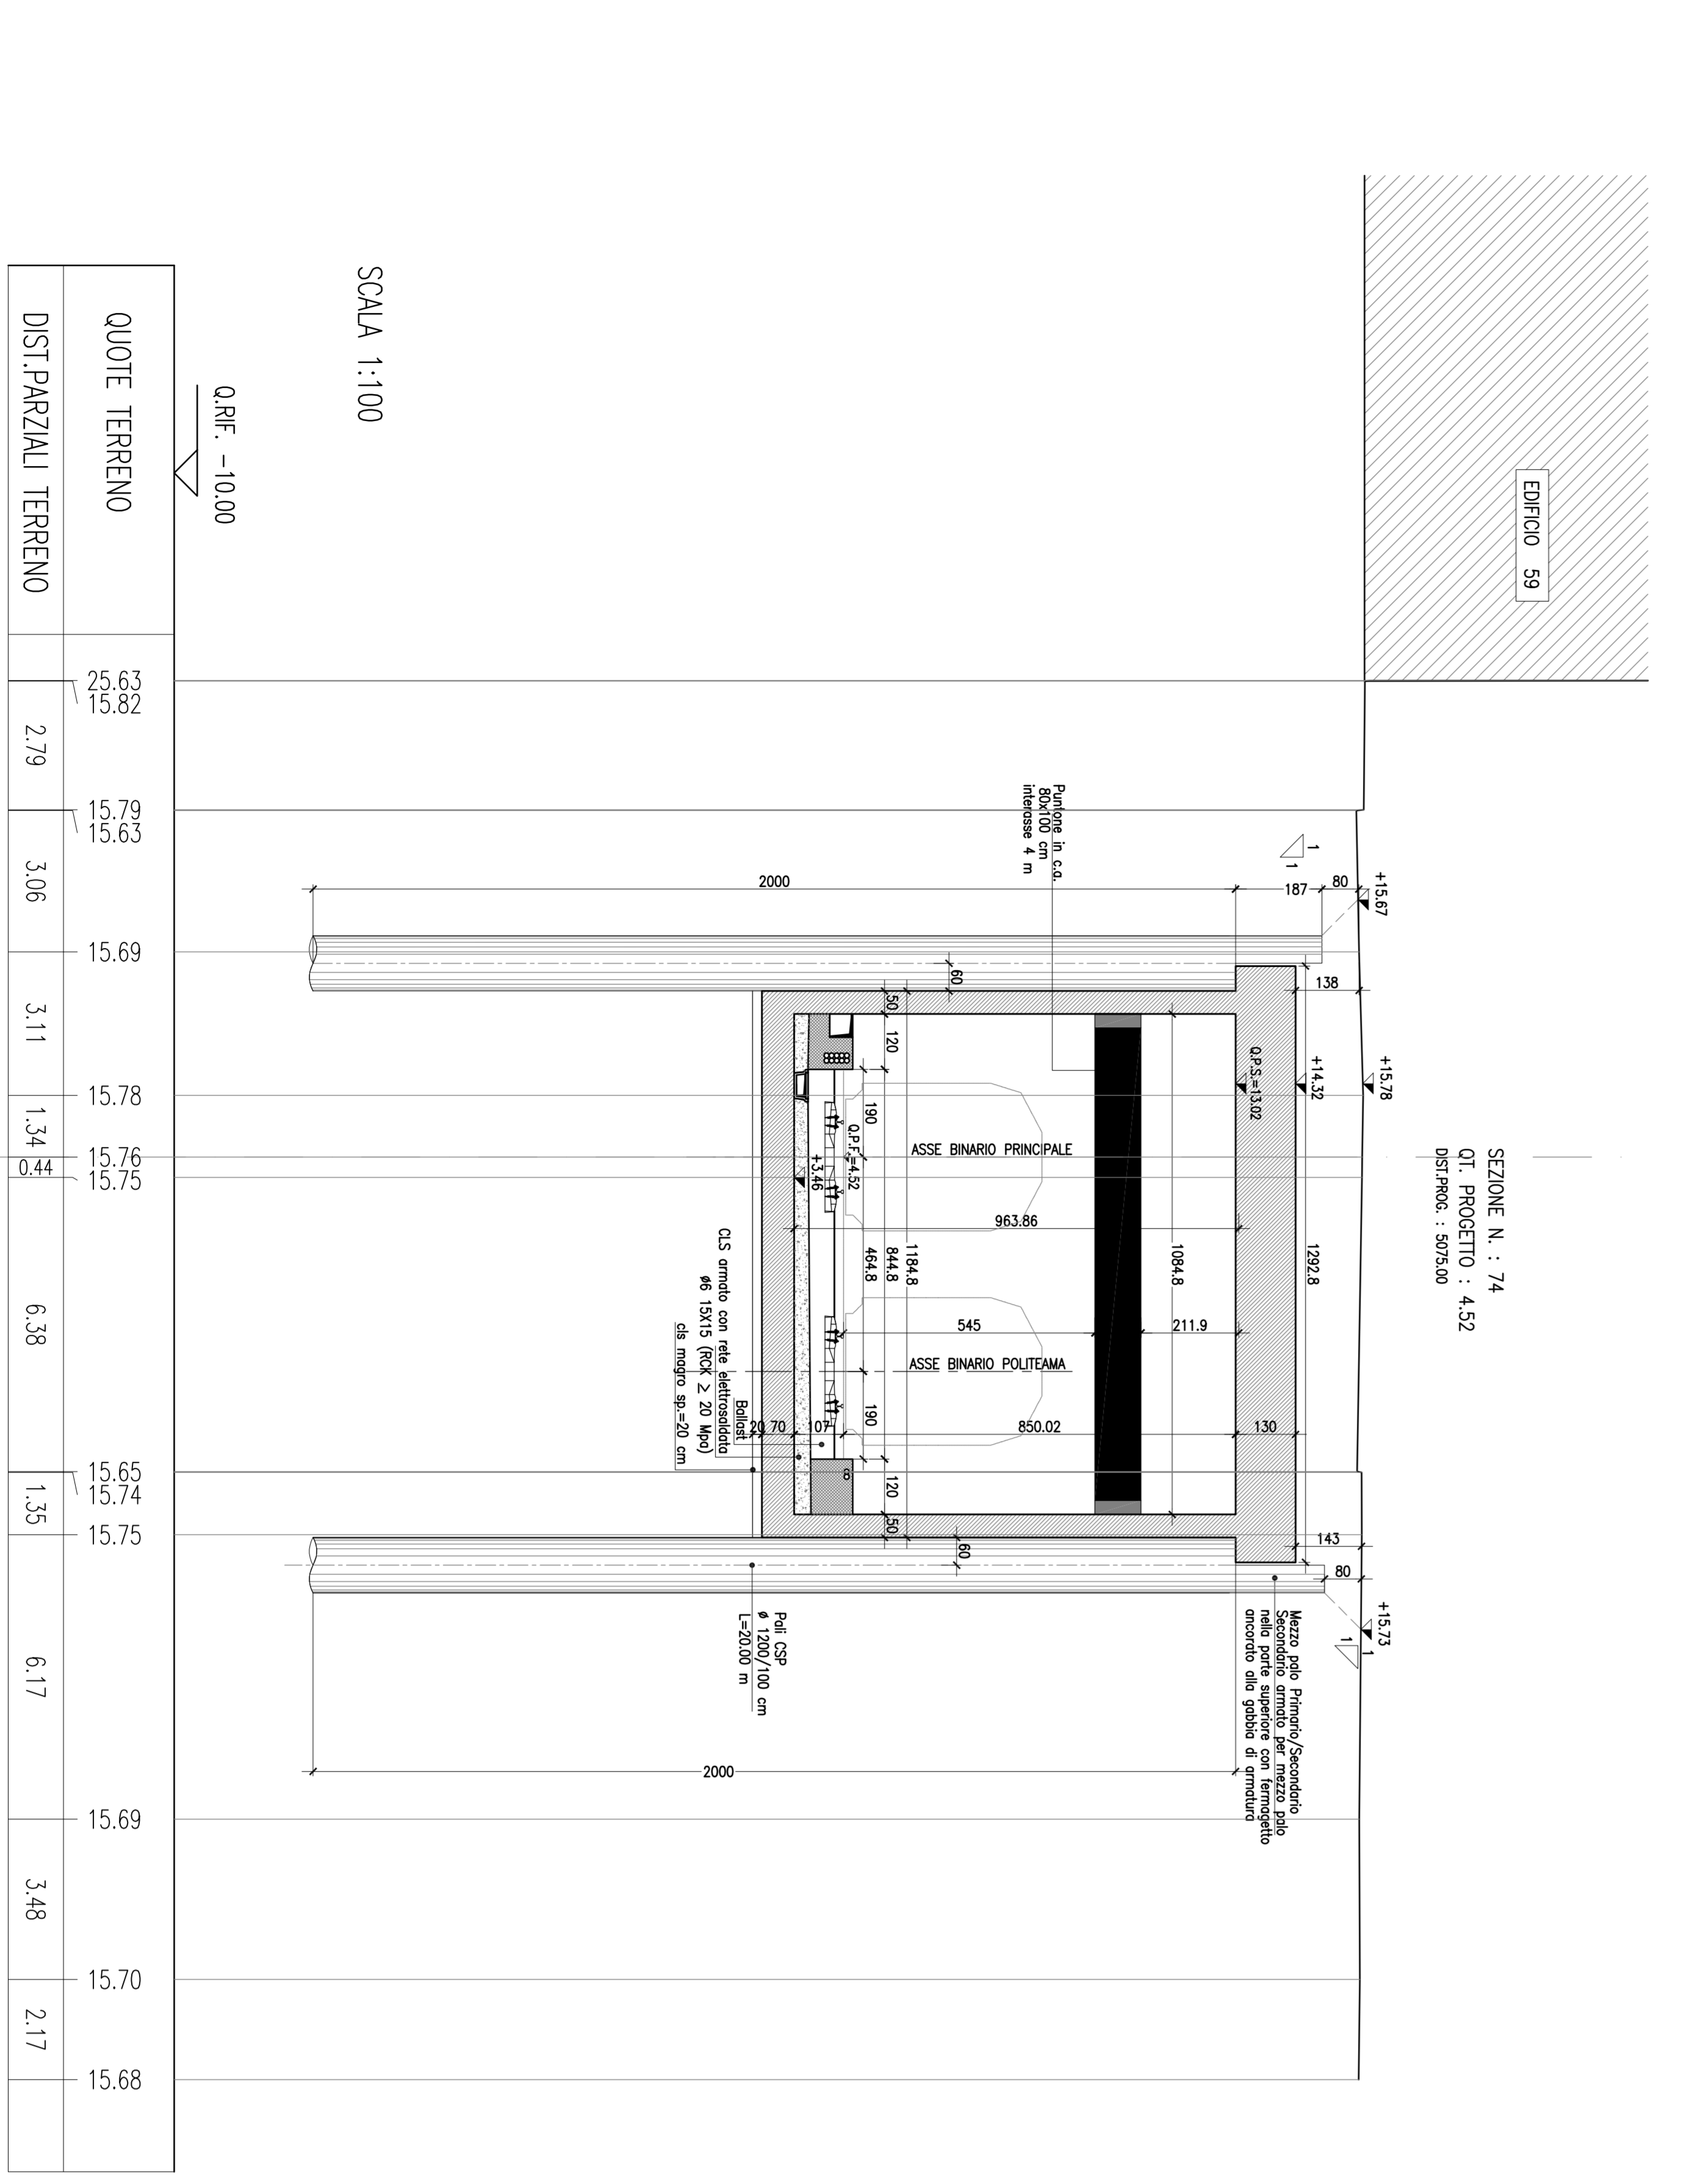 EDIFICIO 59
SEZIONE N. : 74
QT. PROGETTO : 4.52
DIST.PROG. : 5075.00
+15.67
+15.78
+15.73
80
187
138
1
1
+14.32
Q.P.S.=13.02
1292.8
143
80
1
1
Mezzo palo Primario/Secondario
Secondario armato per mezzo palo
nella parte superiore con fermagetto
ancorato alla gabbia di armatura
1084.8
211.9
130
Puntone in c.a.
80x100 cm
interasse 4 m
ASSE BINARIO PRINCIPALE
ASSE BINARIO POLITEAMA
963.86
545
850.02
2000
60
60
1184.8
50
120
844.8
120
50
190
464.8
190
Q.P.F.=4.52
+3.46
107
70
20
Ballast
CLS armato con rete elettrosaldata
ø6 15X15 (RCK ≥ 20 Mpa)
cls magro sp.=20 cm
Pali CSP
ø 1200/100 cm
L=20.00 m
2000
SCALA 1:100
Q.RIF. -10.00
QUOTE TERRENO
25.63
15.82
15.79
15.63
15.69
15.78
15.76
15.75
15.65
15.74
15.75
15.69
15.70
15.68
DIST.PARZIALI TERRENO
2.79
3.06
3.11
1.34
0.44
6.38
1.35
6.17
3.48
2.17